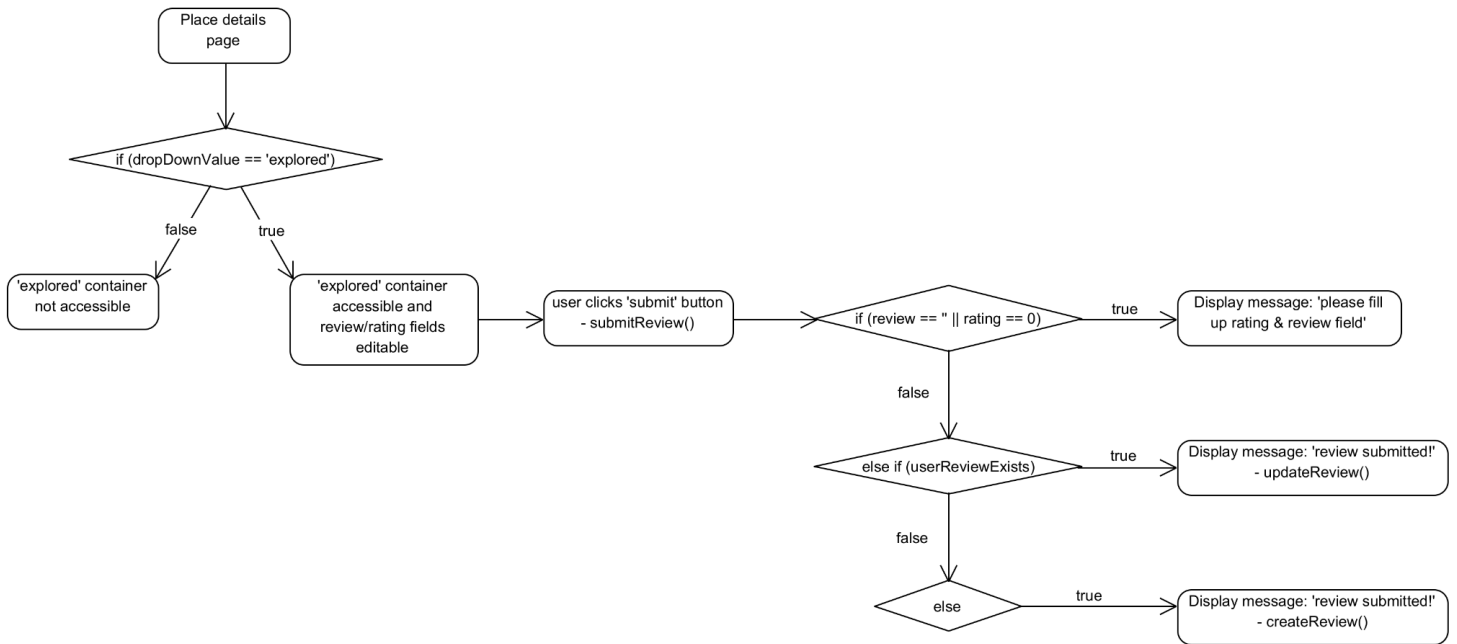 Place details
page
if (dropDownValue == 'explored')
false
true
'explored' container
not accessible
'explored' container
accessible and
review/rating fields
editable
user clicks 'submit' button
- submitReview()
if (review == '' || rating == 0)
true
Display message: 'please fill
up rating & review field'
false
else if (userReviewExists)
true
Display message: 'review submitted!'
- updateReview()
false
else
true
Display message: 'review submitted!'
- createReview()